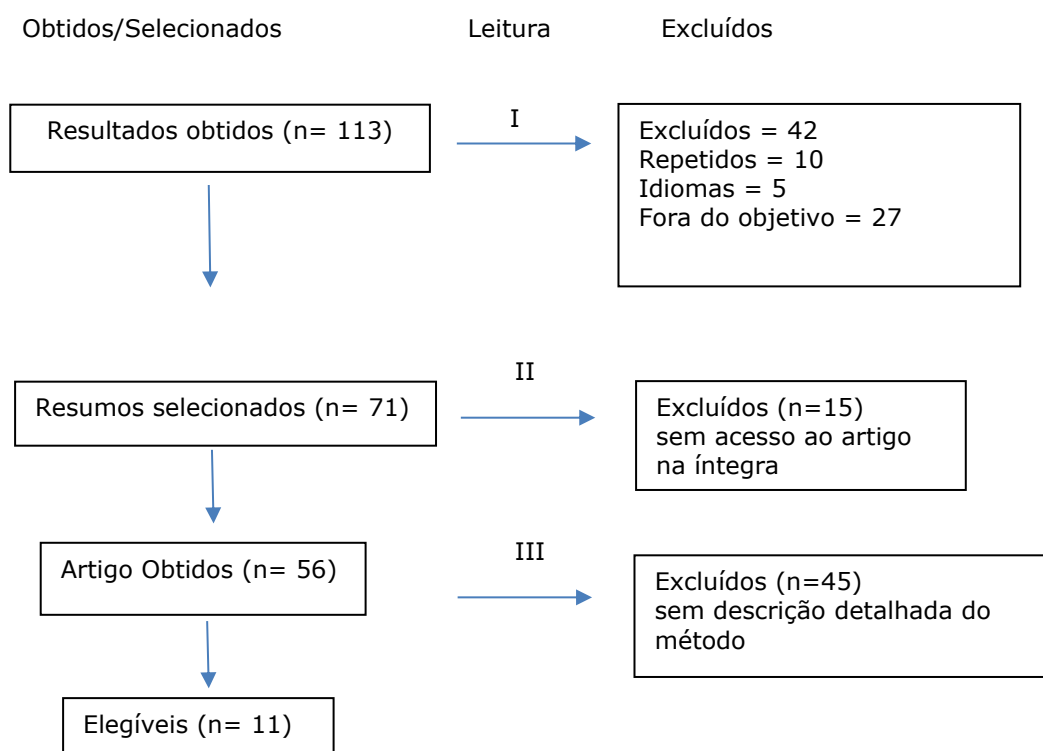 Obtidos/Selecionados Leitura Excluídos
Resultados obtidos (n= 113)
I
Excluídos = 42
Repetidos = 10
Idiomas = 5
Fora do objetivo = 27
Resumos selecionados (n= 71)
II
Excluídos (n=15)
sem acesso ao artigo
na íntegra
Artigo Obtidos (n= 56)
III
Excluídos (n=45)
sem descrição detalhada do
método
Elegíveis (n= 11)